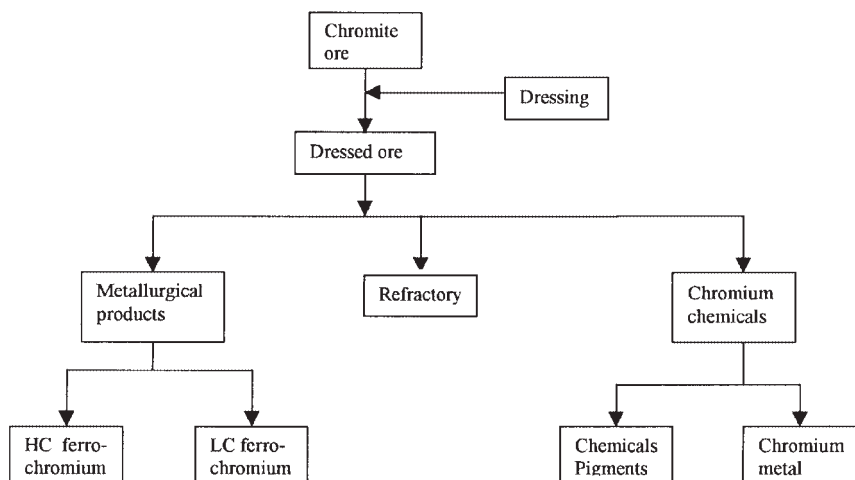 Chromite
ore
Dressing
Dressed ore
Metallurgical
products
Refractory
Chromium
chemicals
HC ferro-
chromium
LC ferro-
chromium
Chemicals
Pigments
Chromium
metal